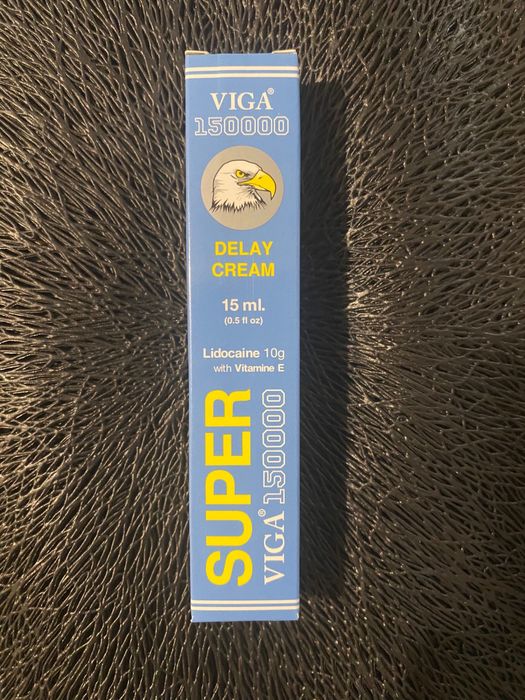 VIGA®
150000
DELAY
CREAM
15 ml.
(0.5 fl oz)
Lidocaine 10g
with Vitamine E
SUPER
VIGA® 150000